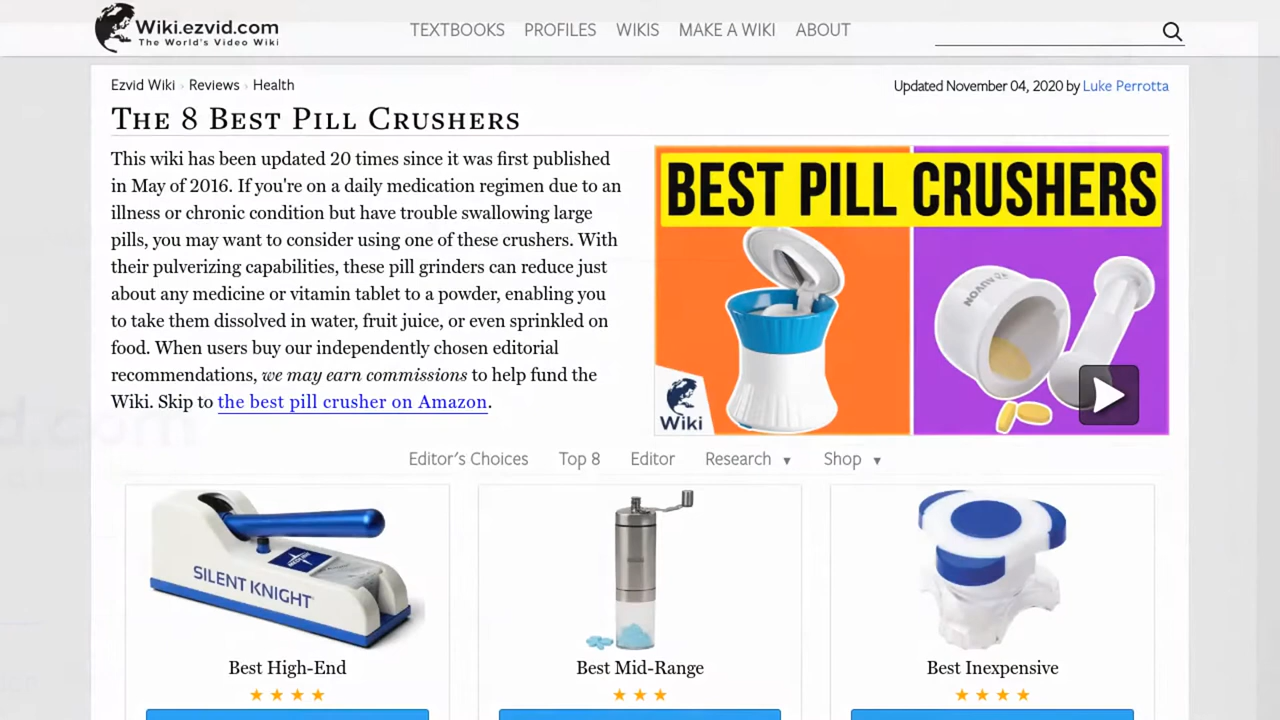 Wiki.ezvid.com
The World's Video Wiki
TEXTBOOKS PROFILES WIKIS MAKE A WIKI ABOUT
Ezvid Wiki › Reviews › Health
Updated November 04, 2020 by Luke Perrotta
The 8 Best Pill Crushers
This wiki has been updated 20 times since it was first published
in May of 2016. If you're on a daily medication regimen due to an
illness or chronic condition but have trouble swallowing large
pills, you may want to consider using one of these crushers. With
their pulverizing capabilities, these pill grinders can reduce just
about any medicine or vitamin tablet to a powder, enabling you
to take them dissolved in water, fruit juice, or even sprinkled on
food. When users buy our independently chosen editorial
recommendations, we may earn commissions to help fund the
Wiki. Skip to the best pill crusher on Amazon.
BEST PILL CRUSHERS
AUVON
Wiki
Editor's Choices Top 8 Editor Research ▼ Shop ▼
SILENT KNIGHT
Best High-End
Best Mid-Range
Best Inexpensive